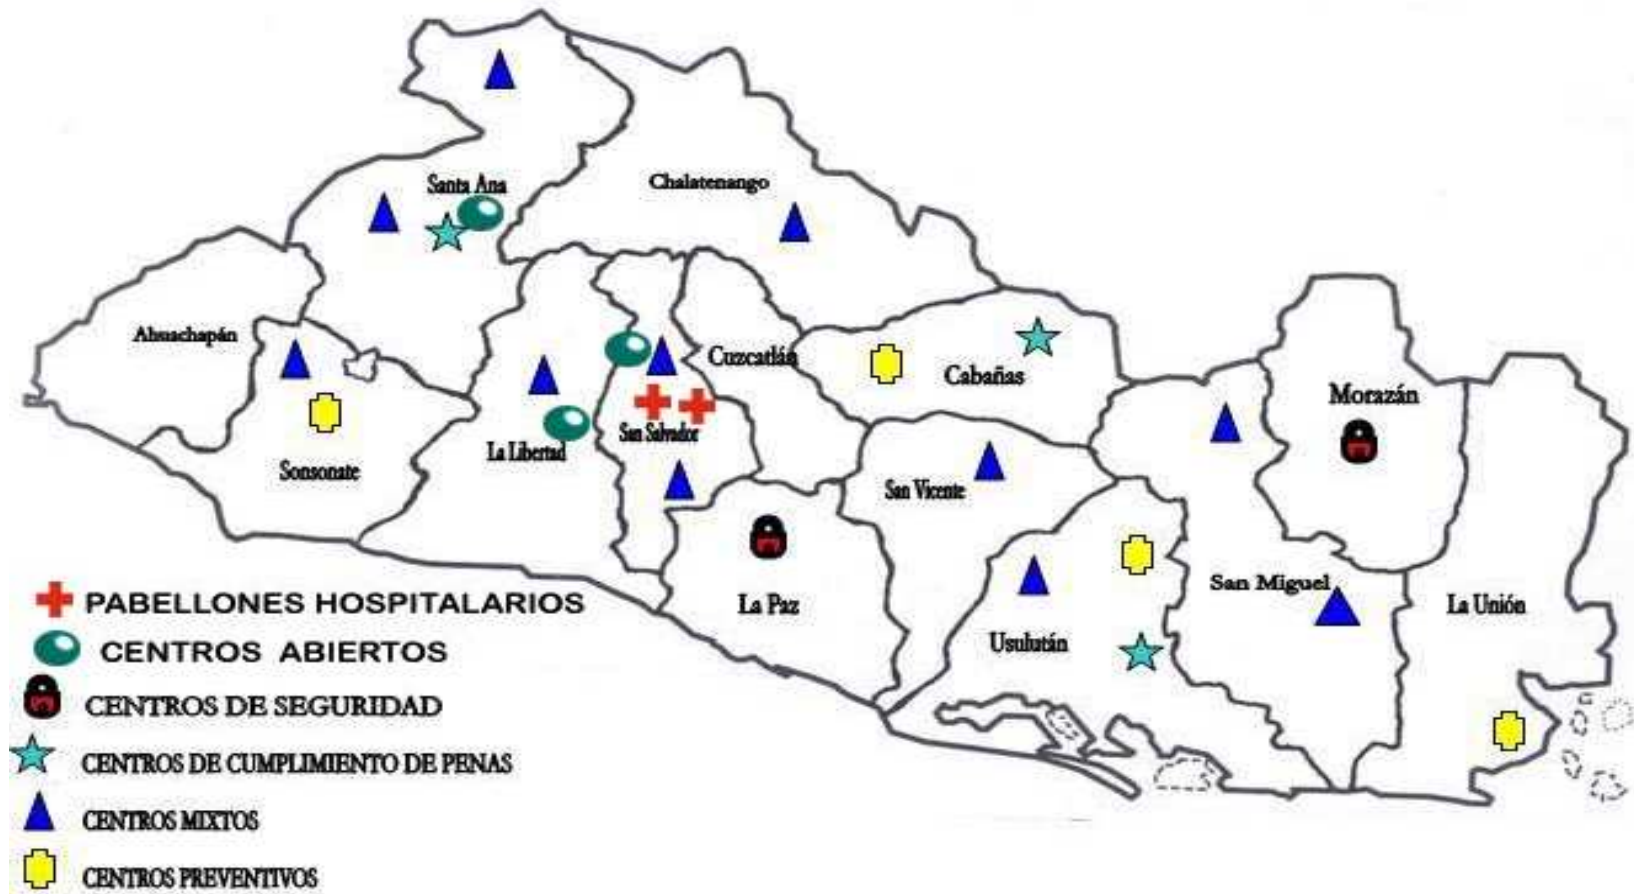 Santa Ana
Chalatenango
Ahuachapán
Cuzcatlán
Cabañas
Morazán
San Salvador
La Libertad
Sonsonate
San Vicente
San Miguel
La Paz
La Unión
Usulután
PABELLONES HOSPITALARIOS
CENTROS ABIERTOS
CENTROS DE SEGURIDAD
CENTROS DE CUMPLIMIENTO DE PENAS
CENTROS MIXTOS
CENTROS PREVENTIVOS